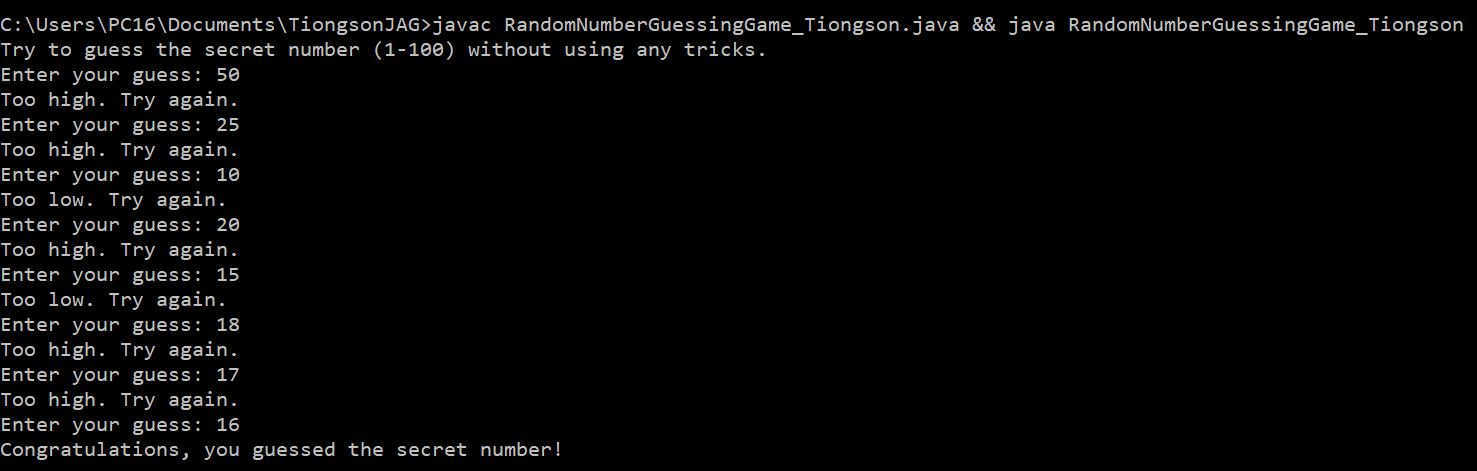 C:\Users\PC16\Documents\TiongsonJAG>javac RandomNumberGuessingGame_Tiongson.java && java RandomNumberGuessingGame_Tiongson
Try to guess the secret number (1-100) without using any tricks.
Enter your guess: 50
Too high. Try again.
Enter your guess: 25
Too high. Try again.
Enter your guess: 10
Too low. Try again.
Enter your guess: 20
Too high. Try again.
Enter your guess: 15
Too low. Try again.
Enter your guess: 18
Too high. Try again.
Enter your guess: 17
Too high. Try again.
Enter your guess: 16
Congratulations, you guessed the secret number!